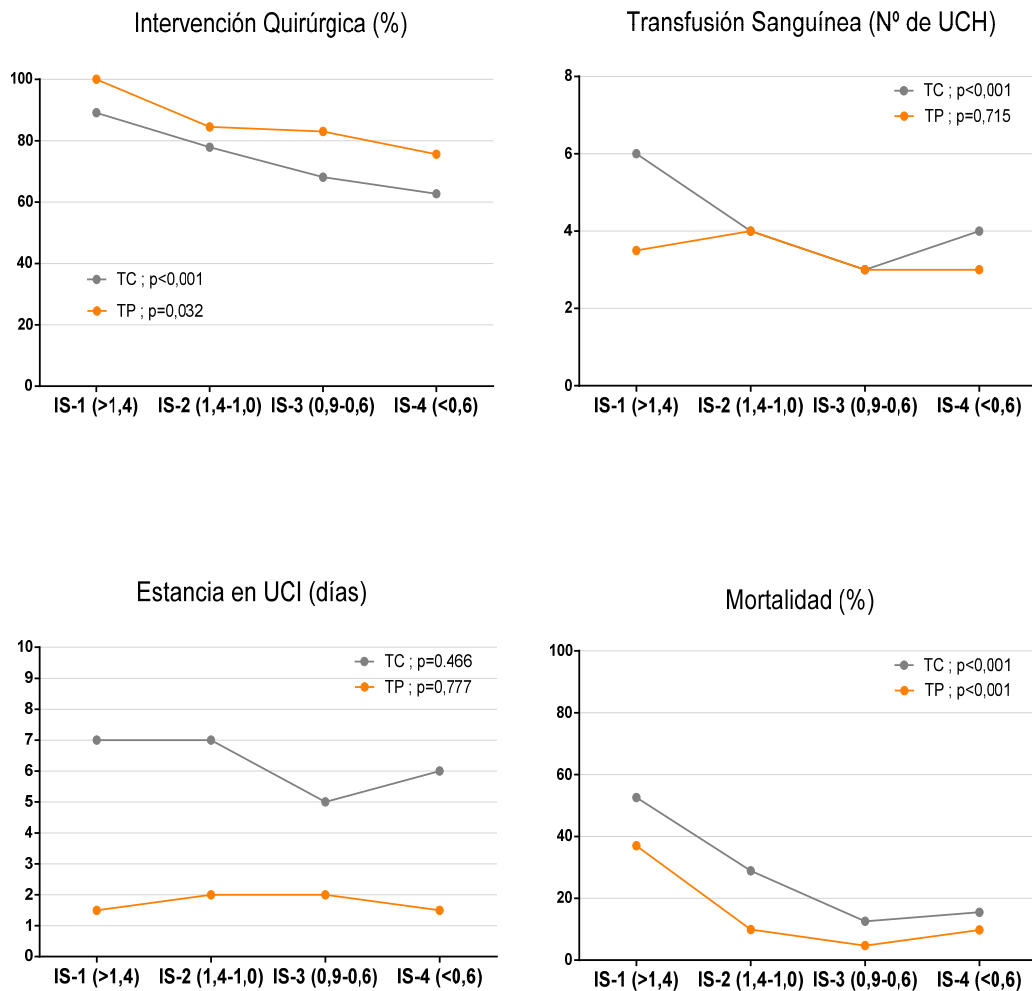 Intervención Quirúrgica (%)
100
80
60
40
20
0
TC ; p<0,001
TP ; p=0,032
IS-1 (>1,4) IS-2 (1,4-1,0) IS-3 (0,9-0,6) IS-4 (<0,6)
Transfusión Sanguínea (Nº de UCH)
8
6
4
2
0
TC ; p<0,001
TP ; p=0,715
IS-1 (>1,4) IS-2 (1,4-1,0) IS-3 (0,9-0,6) IS-4 (<0,6)
Estancia en UCI (días)
10
9
8
7
6
5
4
3
2
1
0
TC ; p=0.466
TP ; p=0,777
IS-1 (>1,4) IS-2 (1,4-1,0) IS-3 (0,9-0,6) IS-4 (<0,6)
Mortalidad (%)
100
80
60
40
20
0
TC ; p<0,001
TP ; p<0,001
IS-1 (>1,4) IS-2 (1,4-1,0) IS-3 (0,9-0,6) IS-4 (<0,6)